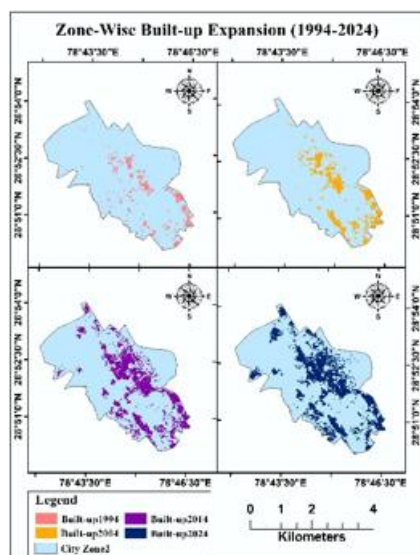 Zone-Wise Built-up Expansion (1994-2024)
78°43'30"E 78°46'30"E 78°43'30"E 78°46'30"E
N N
W E W E
S S
28°54'0"N 28°54'0"N
28°52'30"N 28°52'30"N
28°51'0"N 28°51'0"N
N N
W E W E
S S
28°54'0"N 28°54'0"N
28°52'30"N 28°52'30"N
28°51'0"N 28°51'0"N
78°43'30"E 78°46'30"E 78°43'30"E 78°46'30"E
Legend
Built-up1994 Built-up2014
Built-up2004 Built-up2024
City Zone2
0 1 2 4
Kilometers